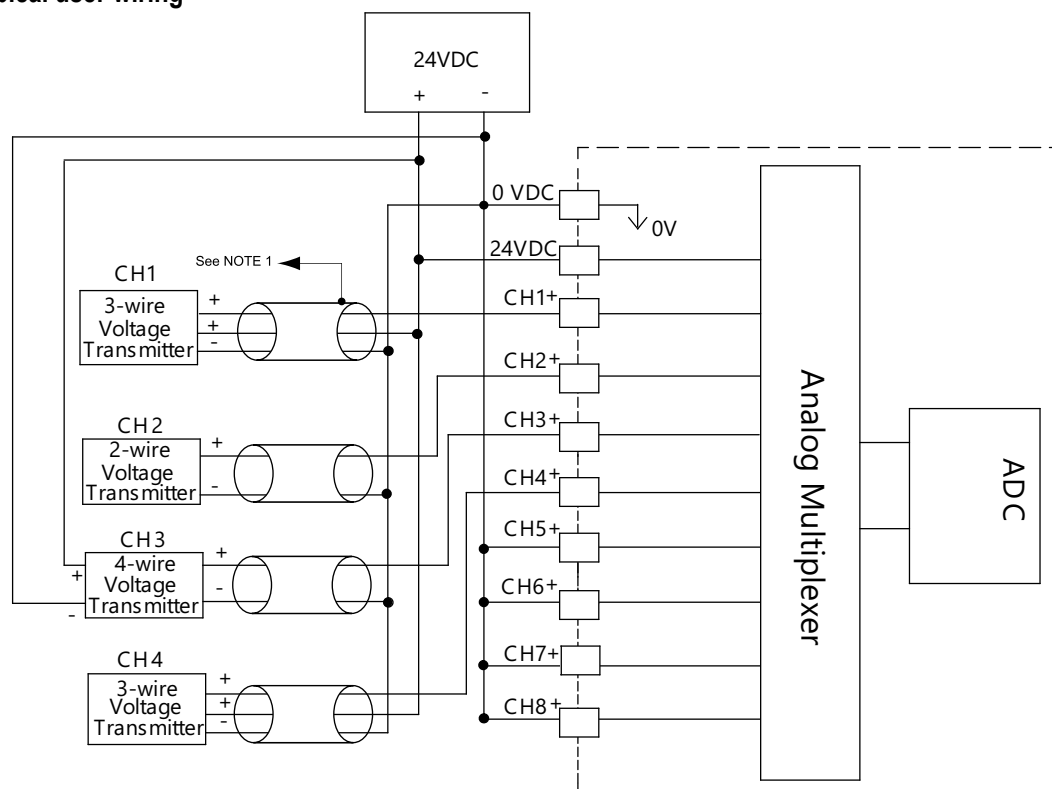 24VDC
+ -
0 VDC
0V
24VDC
See NOTE 1
CH1
3-wire
Voltage
Transmitter
+
+
-
CH1+
CH2+
CH2
2-wire
Voltage
Transmitter
+
-
CH3+
CH4+
CH3
4-wire
Voltage
Transmitter
+
-
+
-
CH5+
CH6+
CH4
3-wire
Voltage
Transmitter
+
+
-
CH7+
CH8+
Analog Multiplexer
ADC